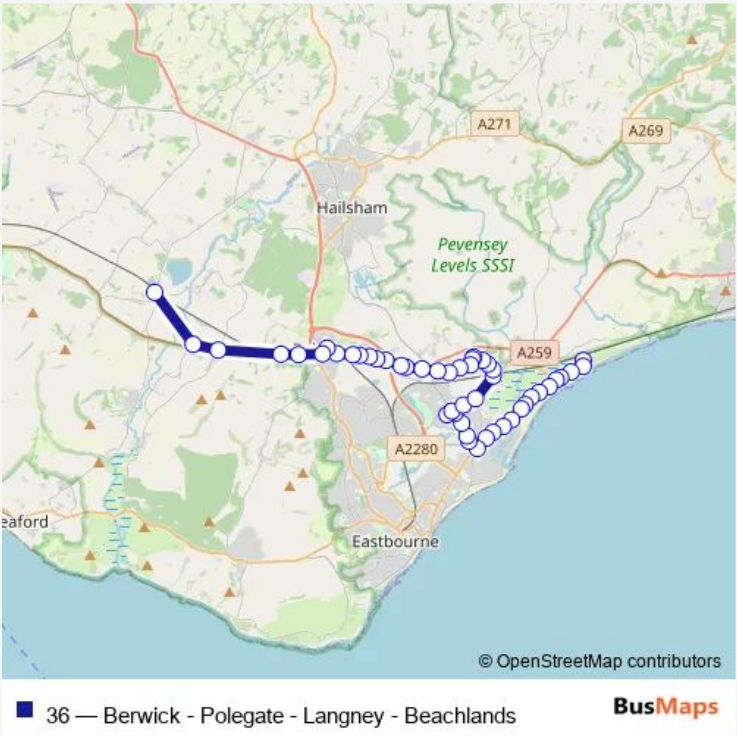 A271
A269
Hailsham
Pevensey
Levels SSSI
A259
A2280
eaford
Eastbourne
© OpenStreetMap contributors
36 — Berwick - Polegate - Langney - Beachlands
BusMaps